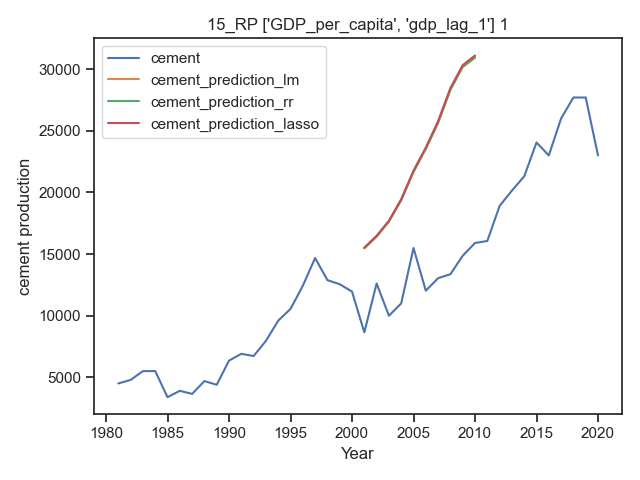 15_RP ['GDP_per_capita', 'gdp_lag_1'] 1
cement
cement_prediction_lm
cement_prediction_rr
cement_prediction_lasso
30000
25000
20000
15000
10000
5000
cement production
1980 1985 1990 1995 2000 2005 2010 2015 2020
Year